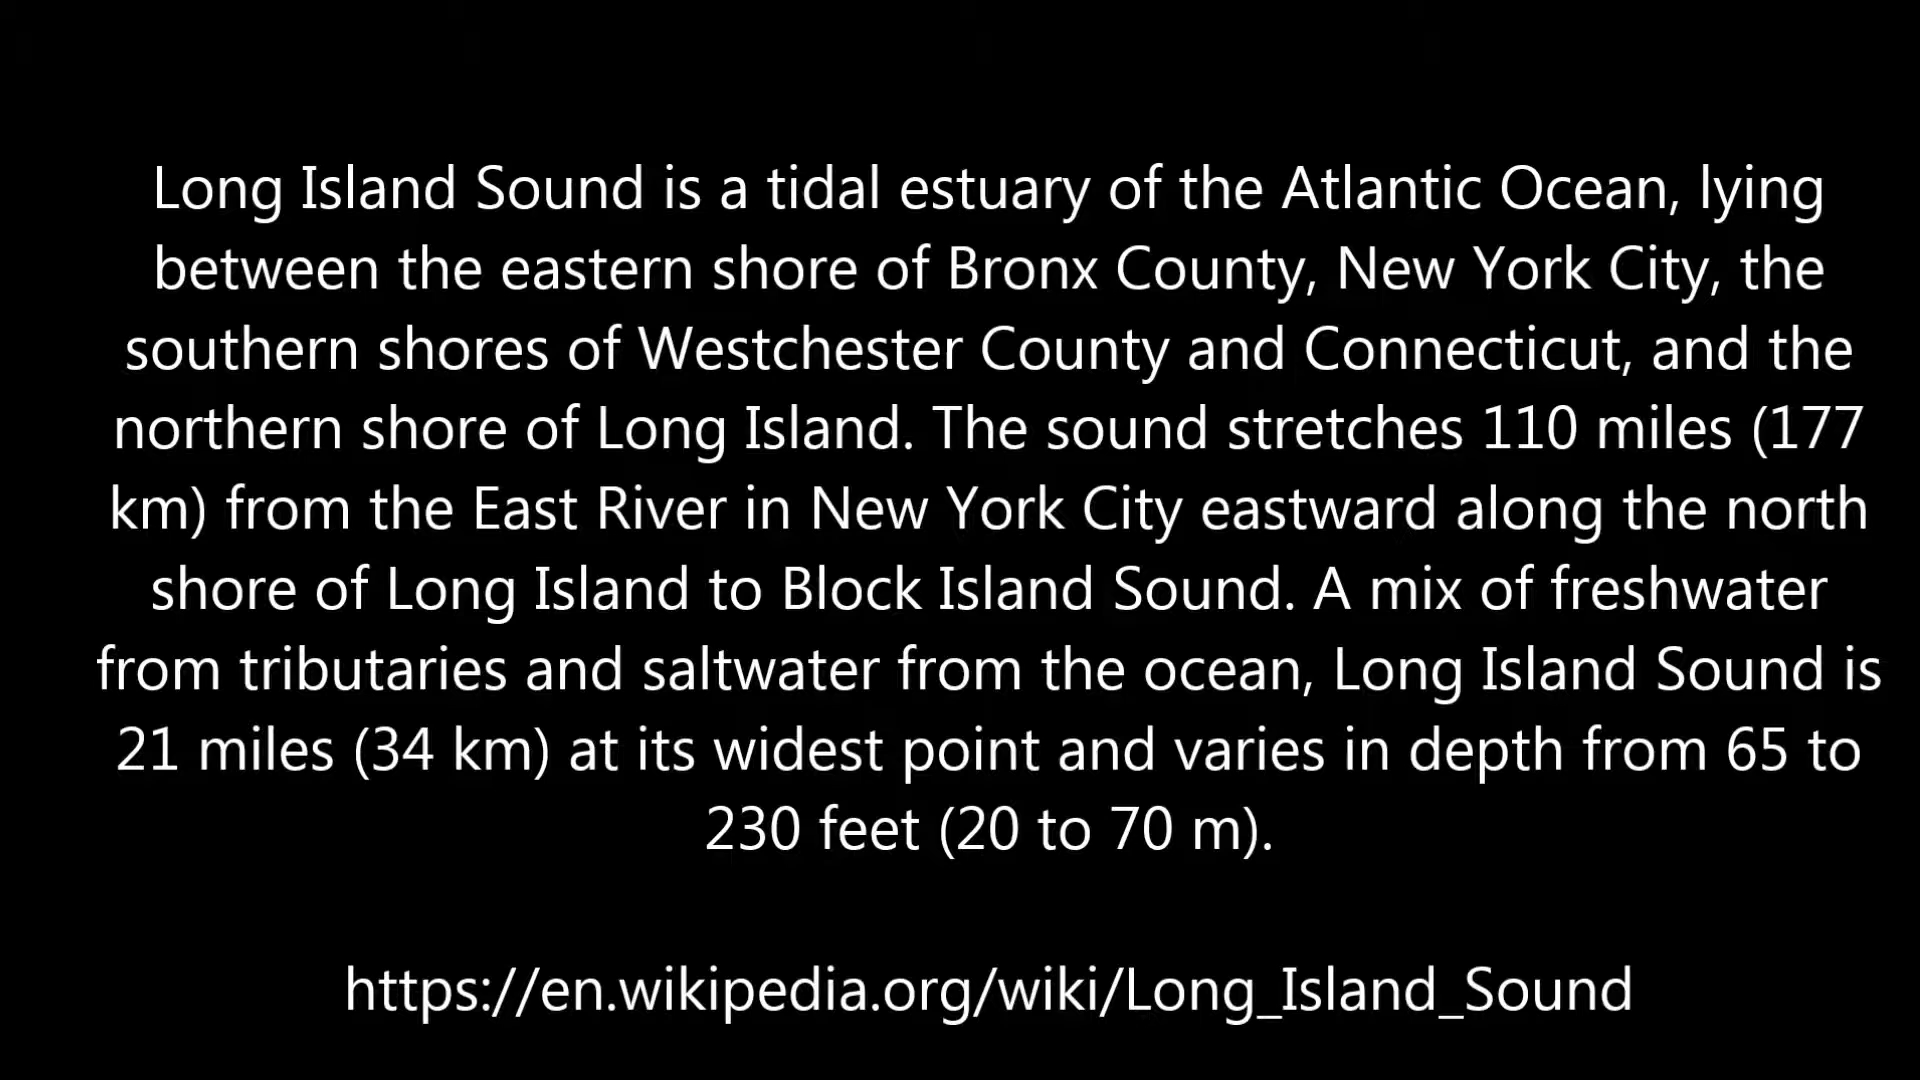 Long Island Sound is a tidal estuary of the Atlantic Ocean, lying
between the eastern shore of Bronx County, New York City, the
southern shores of Westchester County and Connecticut, and the
northern shore of Long Island. The sound stretches 110 miles (177
km) from the East River in New York City eastward along the north
shore of Long Island to Block Island Sound. A mix of freshwater
from tributaries and saltwater from the ocean, Long Island Sound is
21 miles (34 km) at its widest point and varies in depth from 65 to
230 feet (20 to 70 m).
https://en.wikipedia.org/wiki/Long_Island_Sound